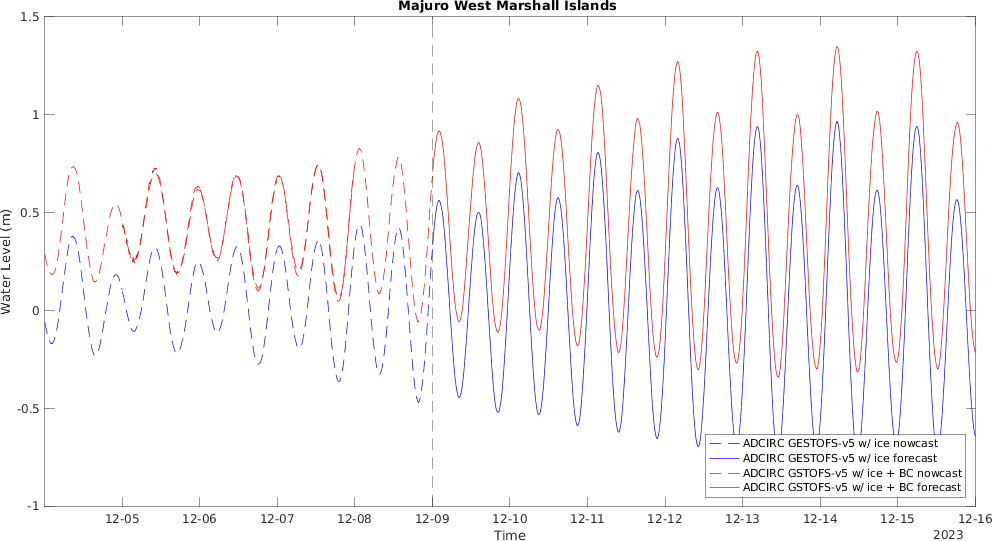 Majuro West Marshall Islands
1.5
1
0.5
0
-0.5
-1
Water Level (m)
ADCIRC GESTOFS-v5 w/ ice nowcast
ADCIRC GESTOFS-v5 w/ ice forecast
ADCIRC GSTOFS-v5 w/ ice + BC nowcast
ADCIRC GSTOFS-v5 w/ ice + BC forecast
12-05 12-06 12-07 12-08 12-09 12-10 12-11 12-12 12-13 12-14 12-15 12-16
Time
2023